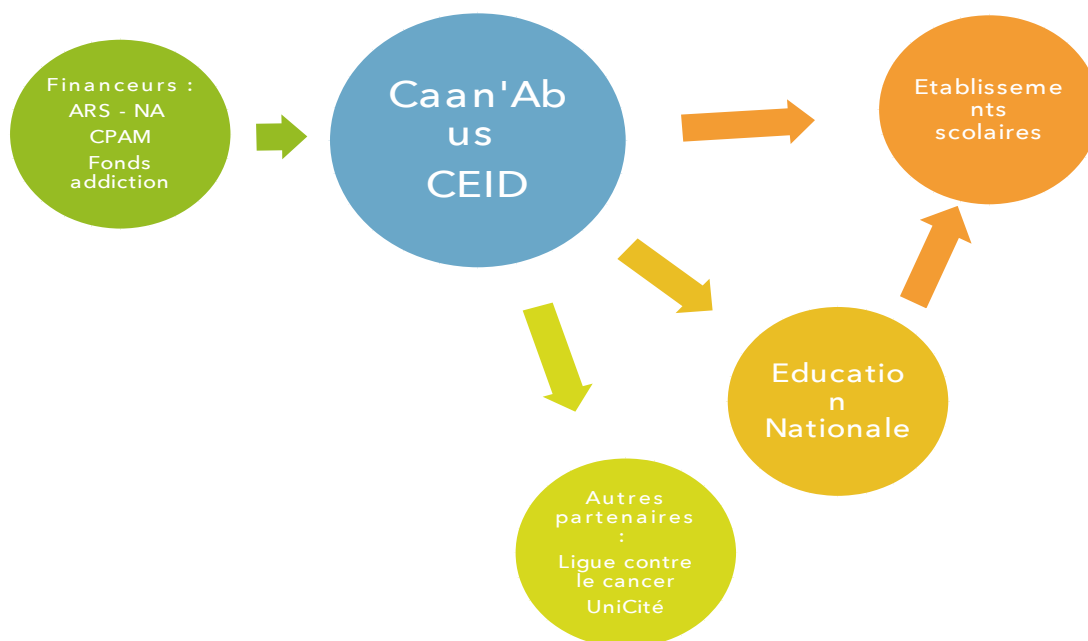 Financeurs :
ARS - NA
CPAM
Fonds
addiction
Caan'Ab
us
CEID
Etablisseme
nts
scolaires
Educatio
n
Nationale
Autres
partenaires
:
Ligue contre
le cancer
UniCité